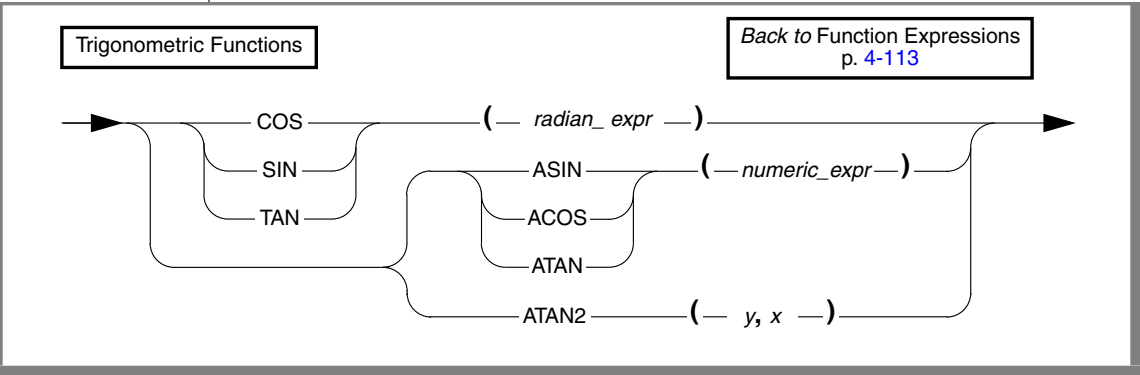 Trigonometric Functions
Back to Function Expressions
p. 4-113
COS ( radian_ expr )
SIN
TAN
ASIN ( numeric_expr )
ACOS
ATAN
ATAN2 ( y, x )